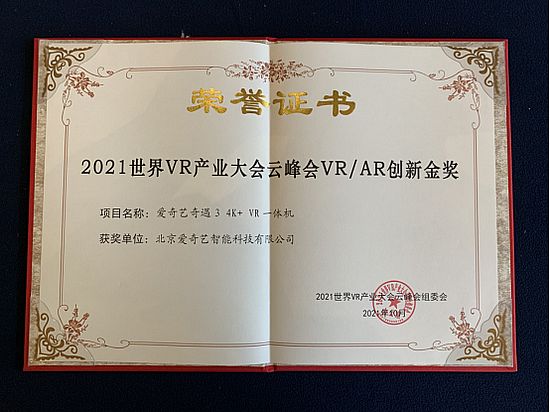 荣誉证书
2021世界VR产业大会云峰会VR/AR创新金奖
项目名称：爱奇艺奇遇3 4K+ VR 一体机
获奖单位：北京爱奇艺智能科技有限公司
2021世界VR产业大会云峰会组委会
2021年10月